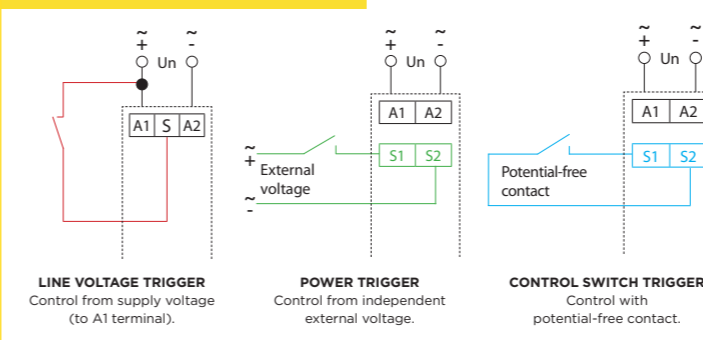 ~ ~
+ -
Un
A1 S A2
LINE VOLTAGE TRIGGER
Control from supply voltage
(to A1 terminal).
~ ~
+ -
Un
A1 A2
S1 S2
~
+
External
voltage
~
-
POWER TRIGGER
Control from independent
external voltage.
~ ~
+ -
Un
A1 A2
S1 S2
Potential-free
contact
CONTROL SWITCH TRIGGER
Control with
potential-free contact.